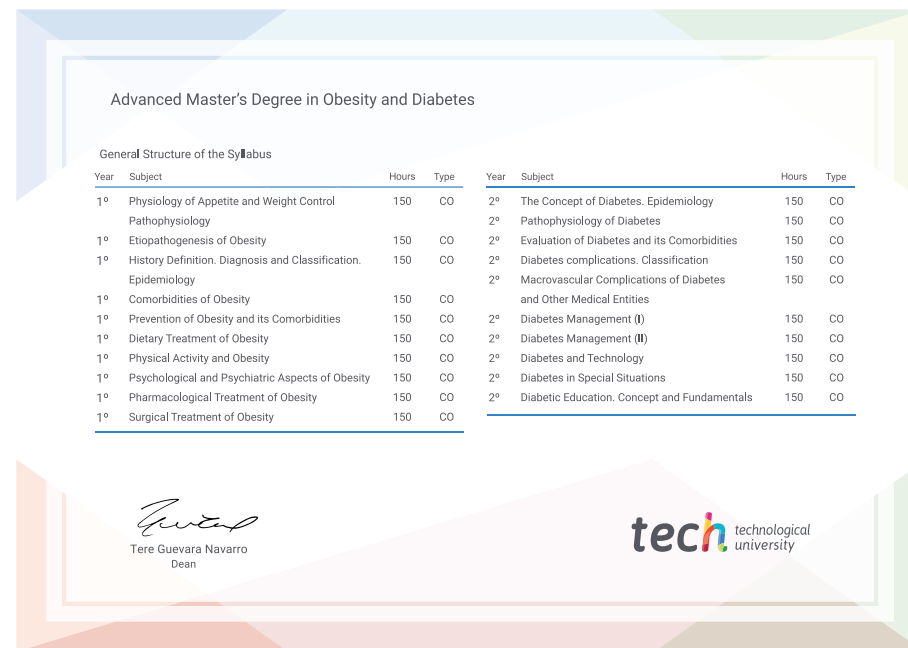 Advanced Master's Degree in Obesity and Diabetes
General Structure of the Syllabus
Year Subject Hours Type
1º Physiology of Appetite and Weight Control 150 CO
Pathophysiology
1º Etiopathogenesis of Obesity 150 CO
1º History Definition. Diagnosis and Classification. 150 CO
Epidemiology
1º Comorbidities of Obesity 150 CO
1º Prevention of Obesity and its Comorbidities 150 CO
1º Dietary Treatment of Obesity 150 CO
1º Physical Activity and Obesity 150 CO
1º Psychological and Psychiatric Aspects of Obesity 150 CO
1º Pharmacological Treatment of Obesity 150 CO
1º Surgical Treatment of Obesity 150 CO
Year Subject Hours Type
2º The Concept of Diabetes. Epidemiology 150 CO
2º Pathophysiology of Diabetes 150 CO
2º Evaluation of Diabetes and its Comorbidities 150 CO
2º Diabetes complications. Classification 150 CO
2º Macrovascular Complications of Diabetes 150 CO
and Other Medical Entities
2º Diabetes Management (I) 150 CO
2º Diabetes Management (II) 150 CO
2º Diabetes and Technology 150 CO
2º Diabetes in Special Situations 150 CO
2º Diabetic Education. Concept and Fundamentals 150 CO
Tere Guevara Navarro
Dean
tech technological
university